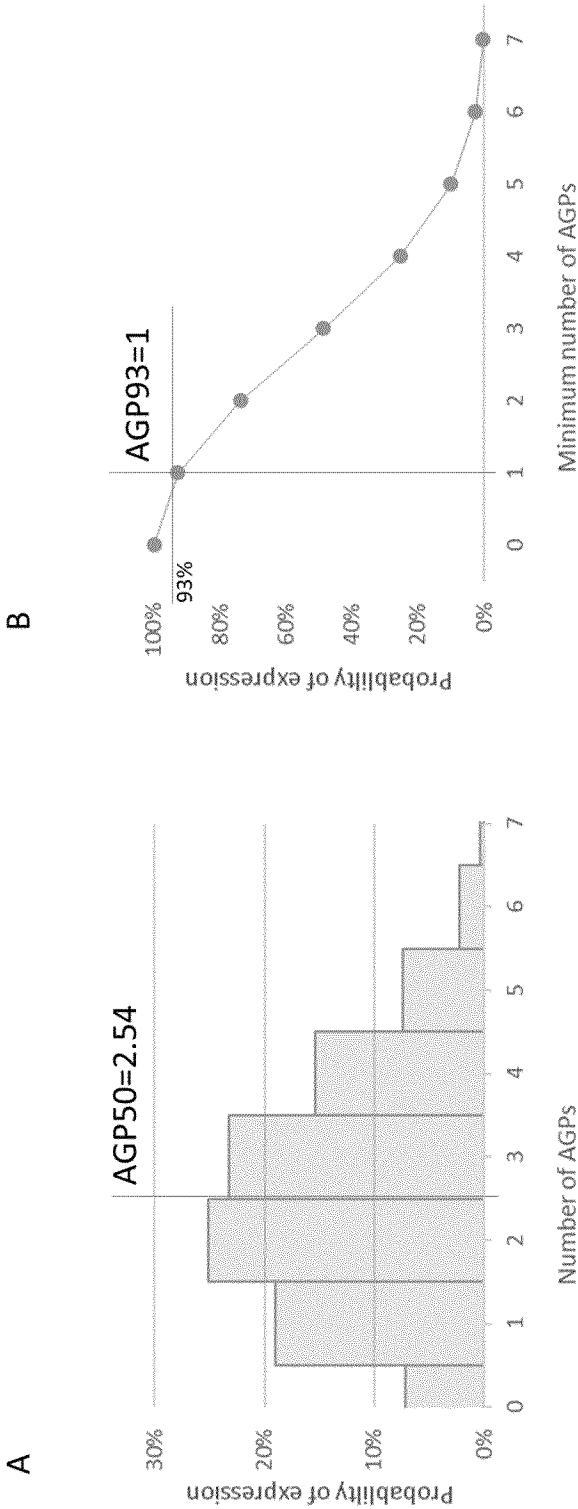 A
AGP50=2.54
30%
20%
10%
0%
Probability of expression
0 1 2 3 4 5 6 7
Number of AGPs
B
AGP93=1
93%
100%
80%
60%
40%
20%
0%
Probability of expression
0 1 2 3 4 5 6 7
Minimum number of AGPs